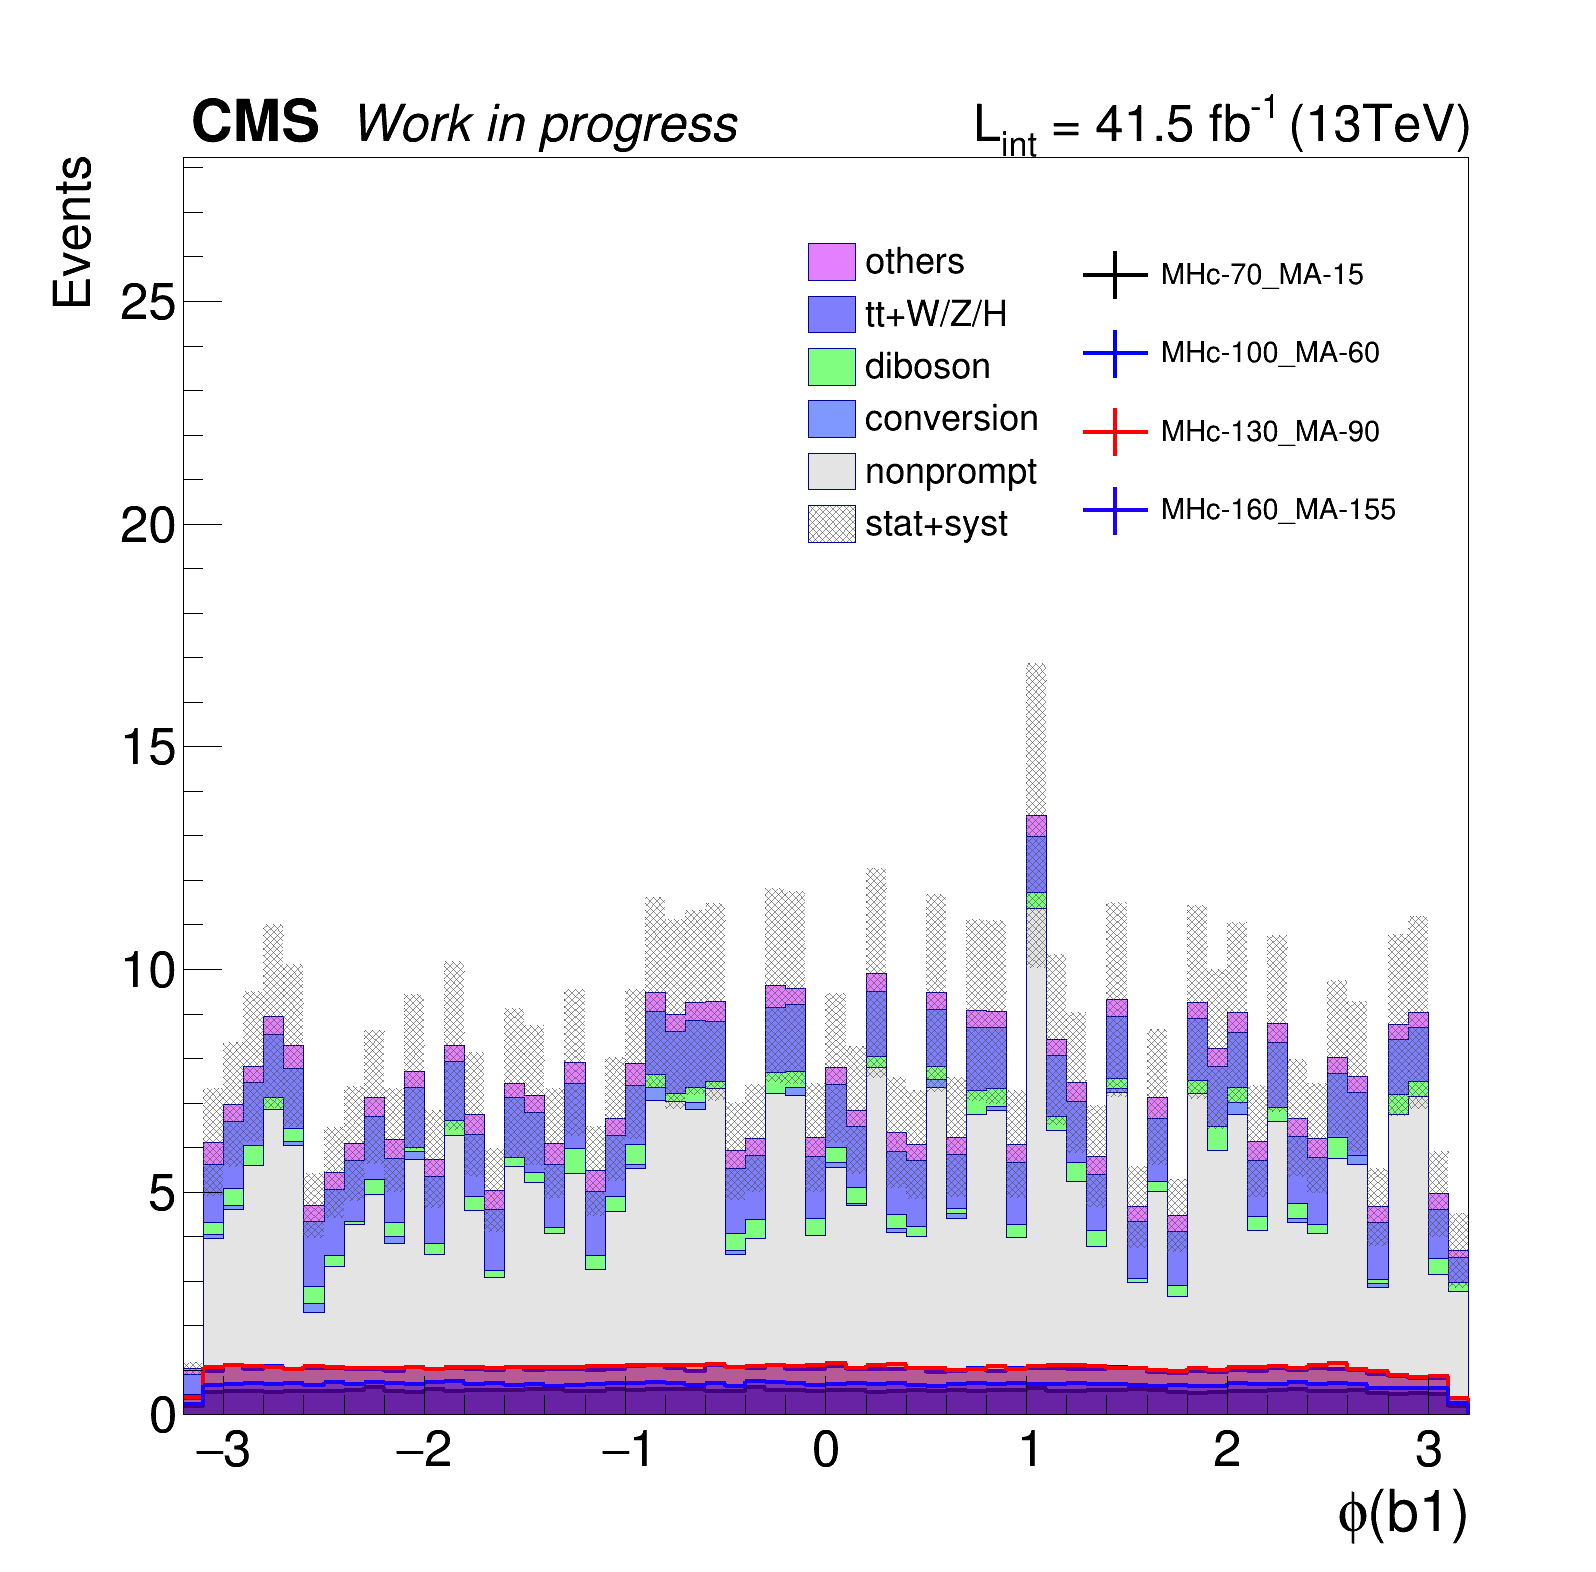 CMS Work in progress
L_int = 41.5 fb^-1 (13TeV)
Events
others
tt+W/Z/H
diboson
conversion
nonprompt
stat+syst
MHc-70_MA-15
MHc-100_MA-60
MHc-130_MA-90
MHc-160_MA-155
25
20
15
10
5
0
−3 −2 −1 0 1 2 3
ϕ(b1)